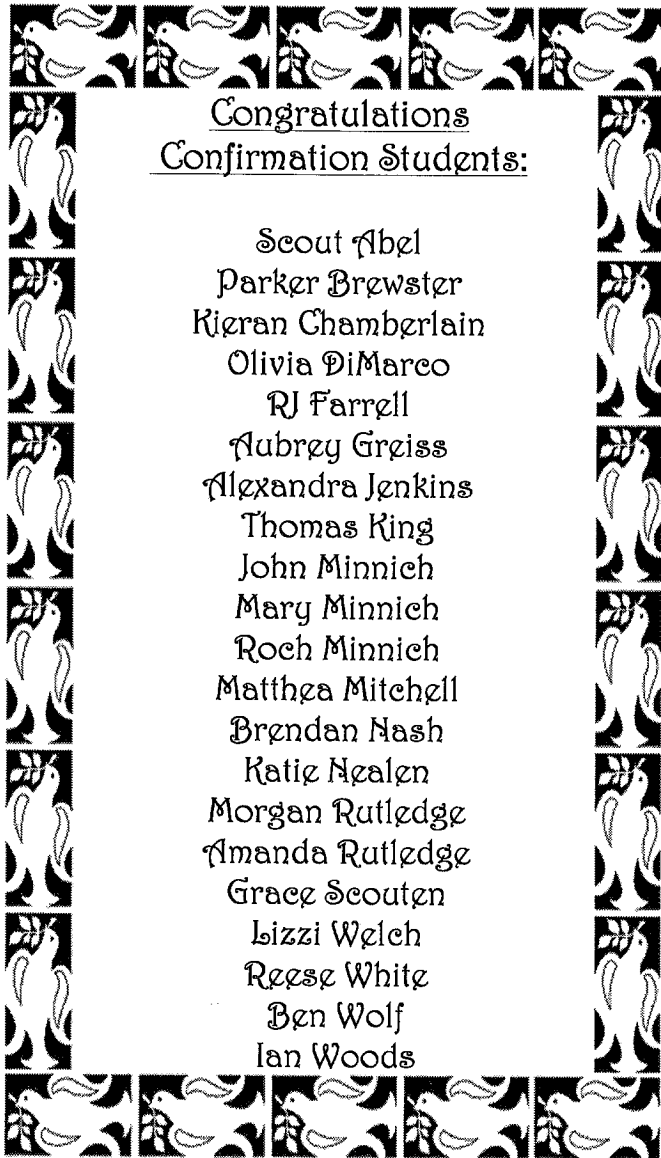 Congratulations
Confirmation Students:
Scout Abel
Parker Brewster
Kieran Chamberlain
Olivia DiMarco
RJ Farrell
Aubrey Greiss
Alexandra Jenkins
Thomas King
John Minnich
Mary Minnich
Roch Minnich
Matthea Mitchell
Brendan Nash
Katie Nealen
Morgan Rutledge
Amanda Rutledge
Grace Scouten
Lizzi Welch
Reese White
Ben Wolf
Ian Woods